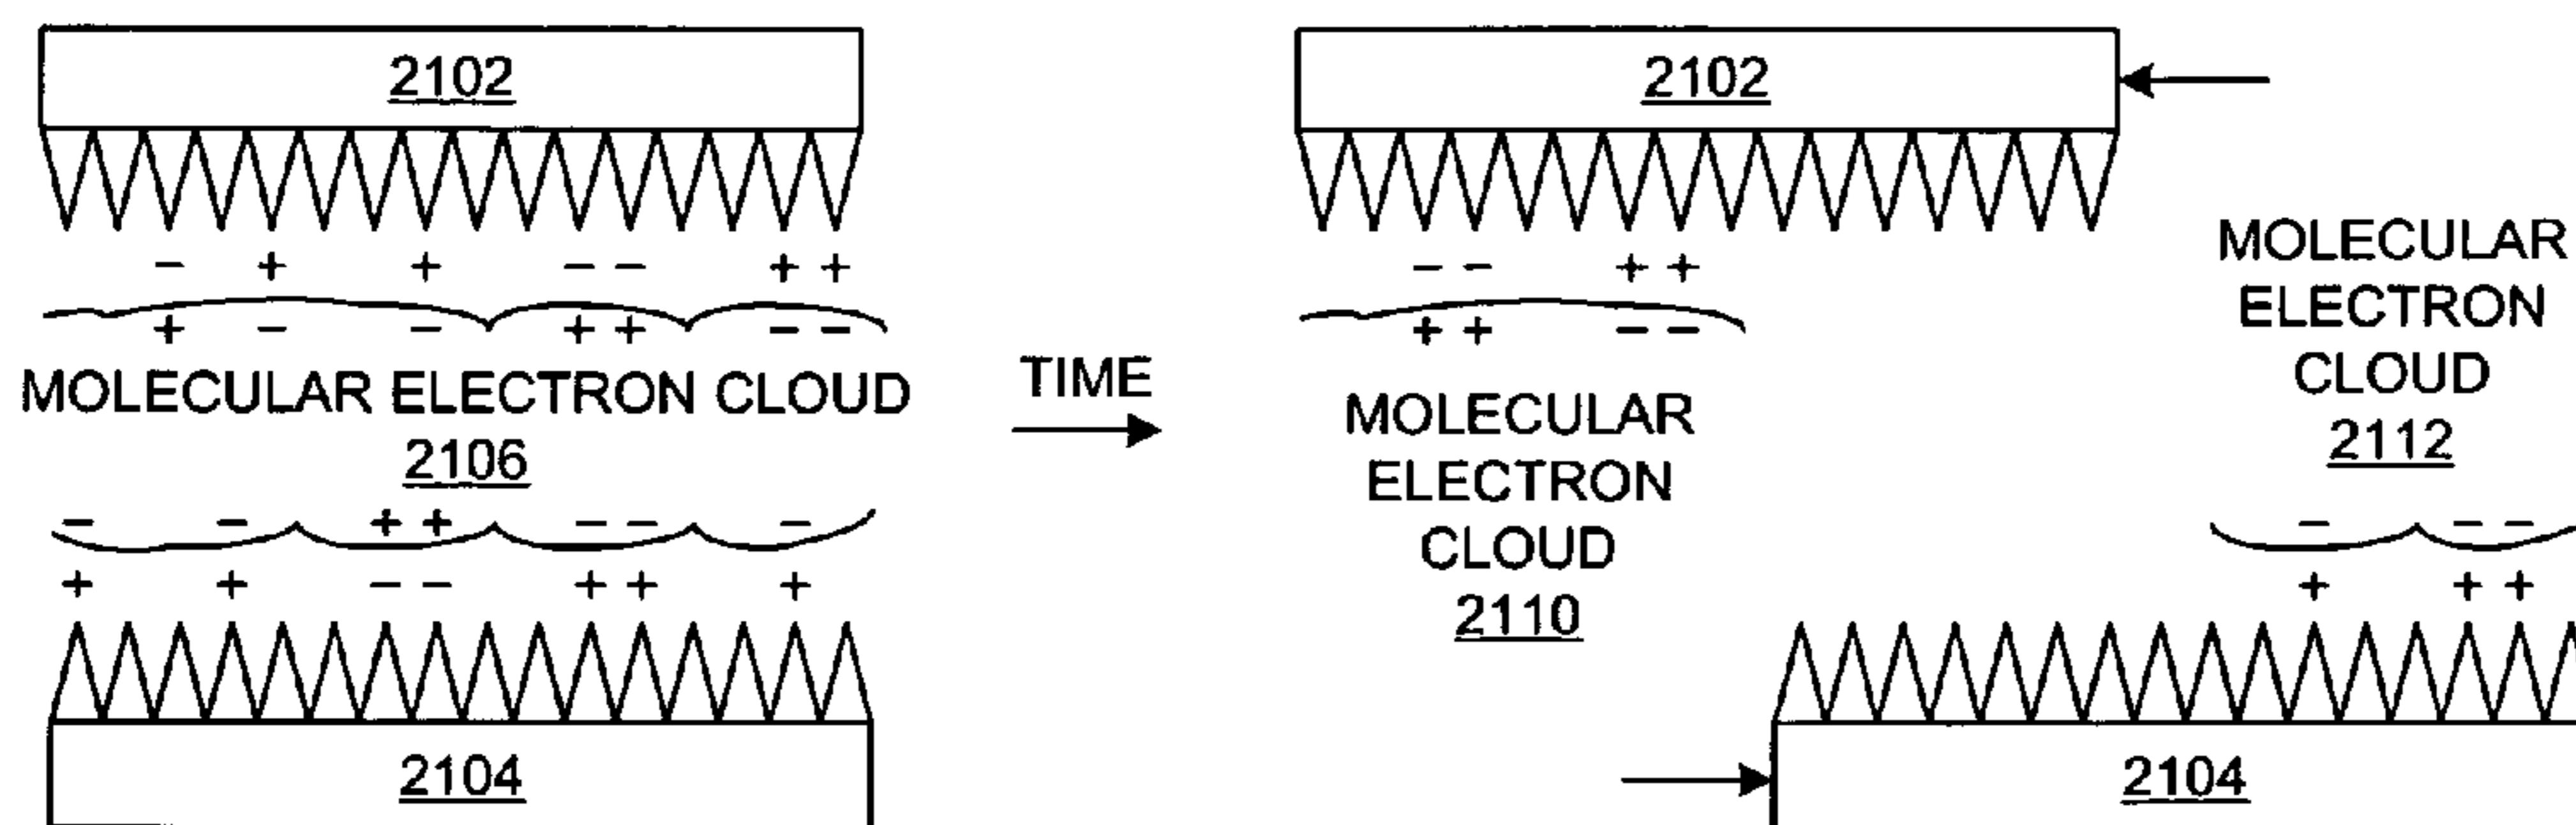 2102
− + + − − + +
+ − − + + − −
MOLECULAR ELECTRON CLOUD
2106
− − + + − − −
+ + − − + + +
2104
TIME
2102
− − + +
+ + − −
MOLECULAR
ELECTRON
CLOUD
2110
MOLECULAR
ELECTRON
CLOUD
2112
− − −
+ + +
2104